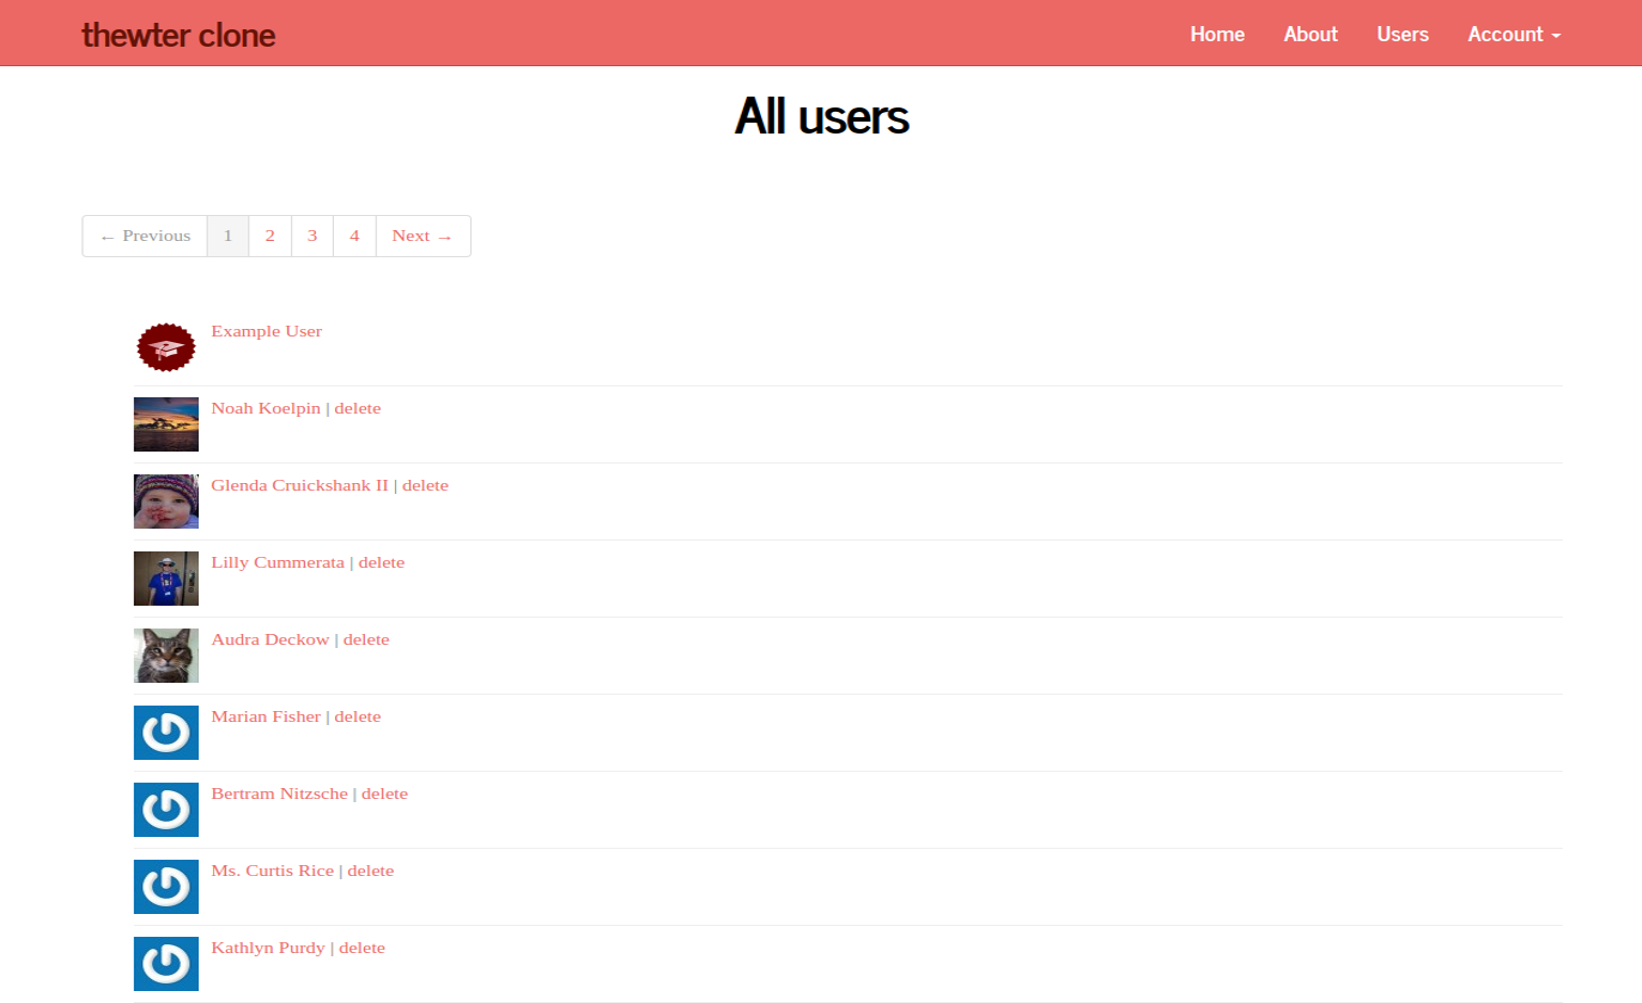 thewter clone
Home About Users Account
All users
← Previous 1 2 3 4 Next →
Example User
Noah Koelpin | delete
Glenda Cruickshank II | delete
Lilly Cummerata | delete
Audra Deckow | delete
Marian Fisher | delete
Bertram Nitzsche | delete
Ms. Curtis Rice | delete
Kathlyn Purdy | delete